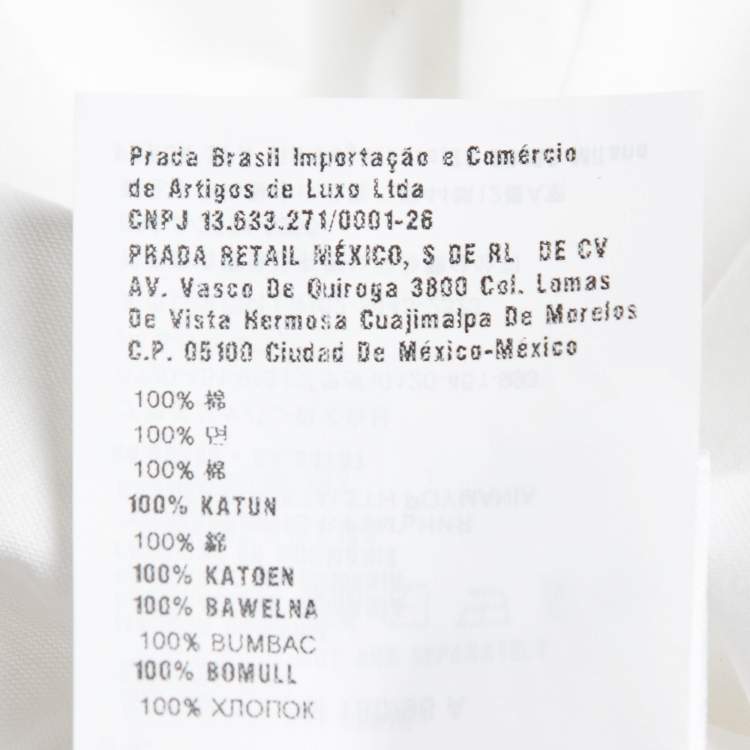 Prada Brasil Importação e Comércio
de Artigos de Luxo Ltda
CNPJ 13.633.271/0001-26
PRADA RETAIL MÉXICO, S DE RL DE CV
AV. Vasco De Quiroga 3800 Col. Lomas
De Vista Hermosa Cuajimalpa De Morelos
C.P. 05100 Ciudad De México-México
100% 棉
100% 면
100% 棉
100% KATUN
100% 綿
100% KATOEN
100% BAWELNA
100% BUMBAC
100% BOMULL
100% ХЛОПОК